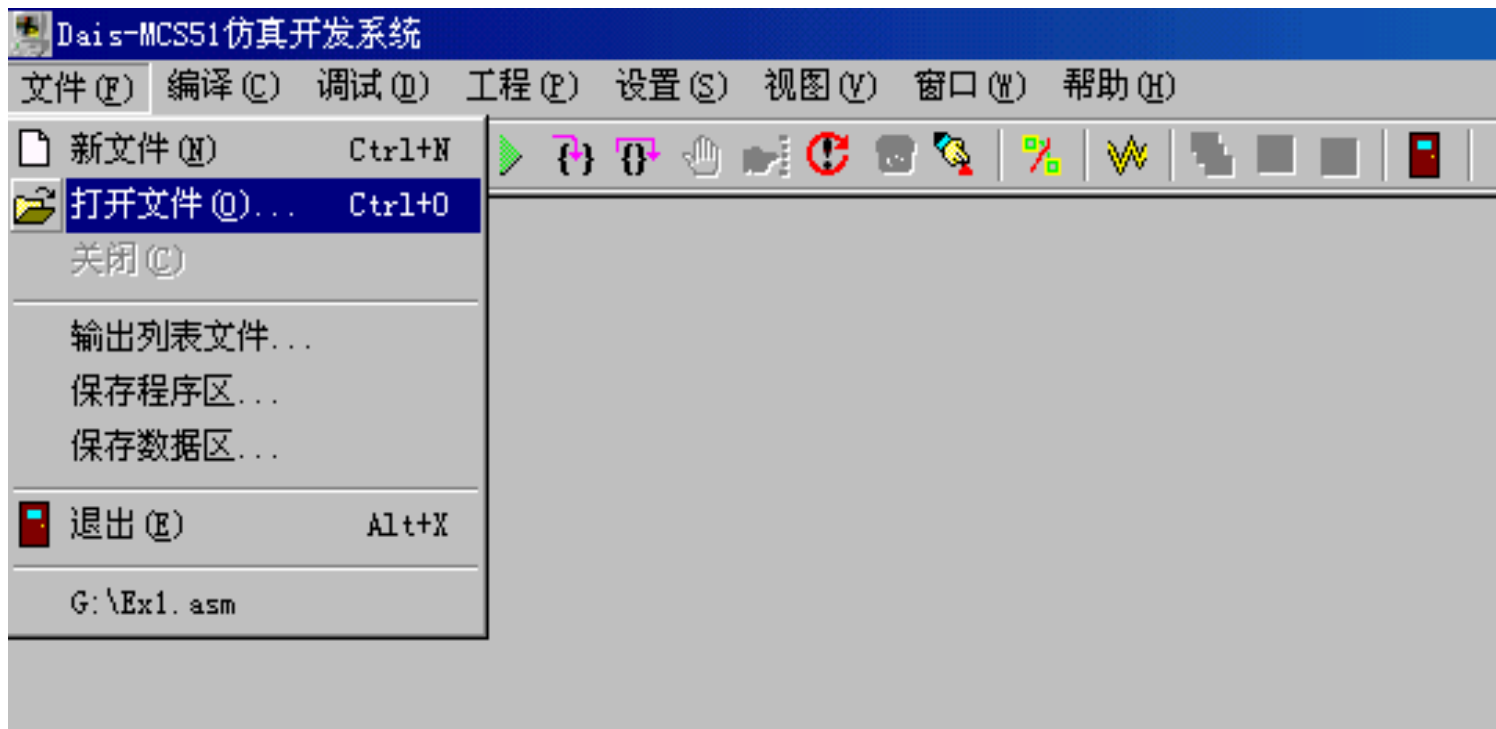 Dais-MCS51仿真开发系统
文件(F) 编译(C) 调试(D) 工程(P) 设置(S) 视图(V) 窗口(W) 帮助(H)
新文件(N) Ctrl+N
打开文件(O)... Ctrl+O
关闭(C)
输出列表文件...
保存程序区...
保存数据区...
退出(E) Alt+X
G:\Ex1.asm